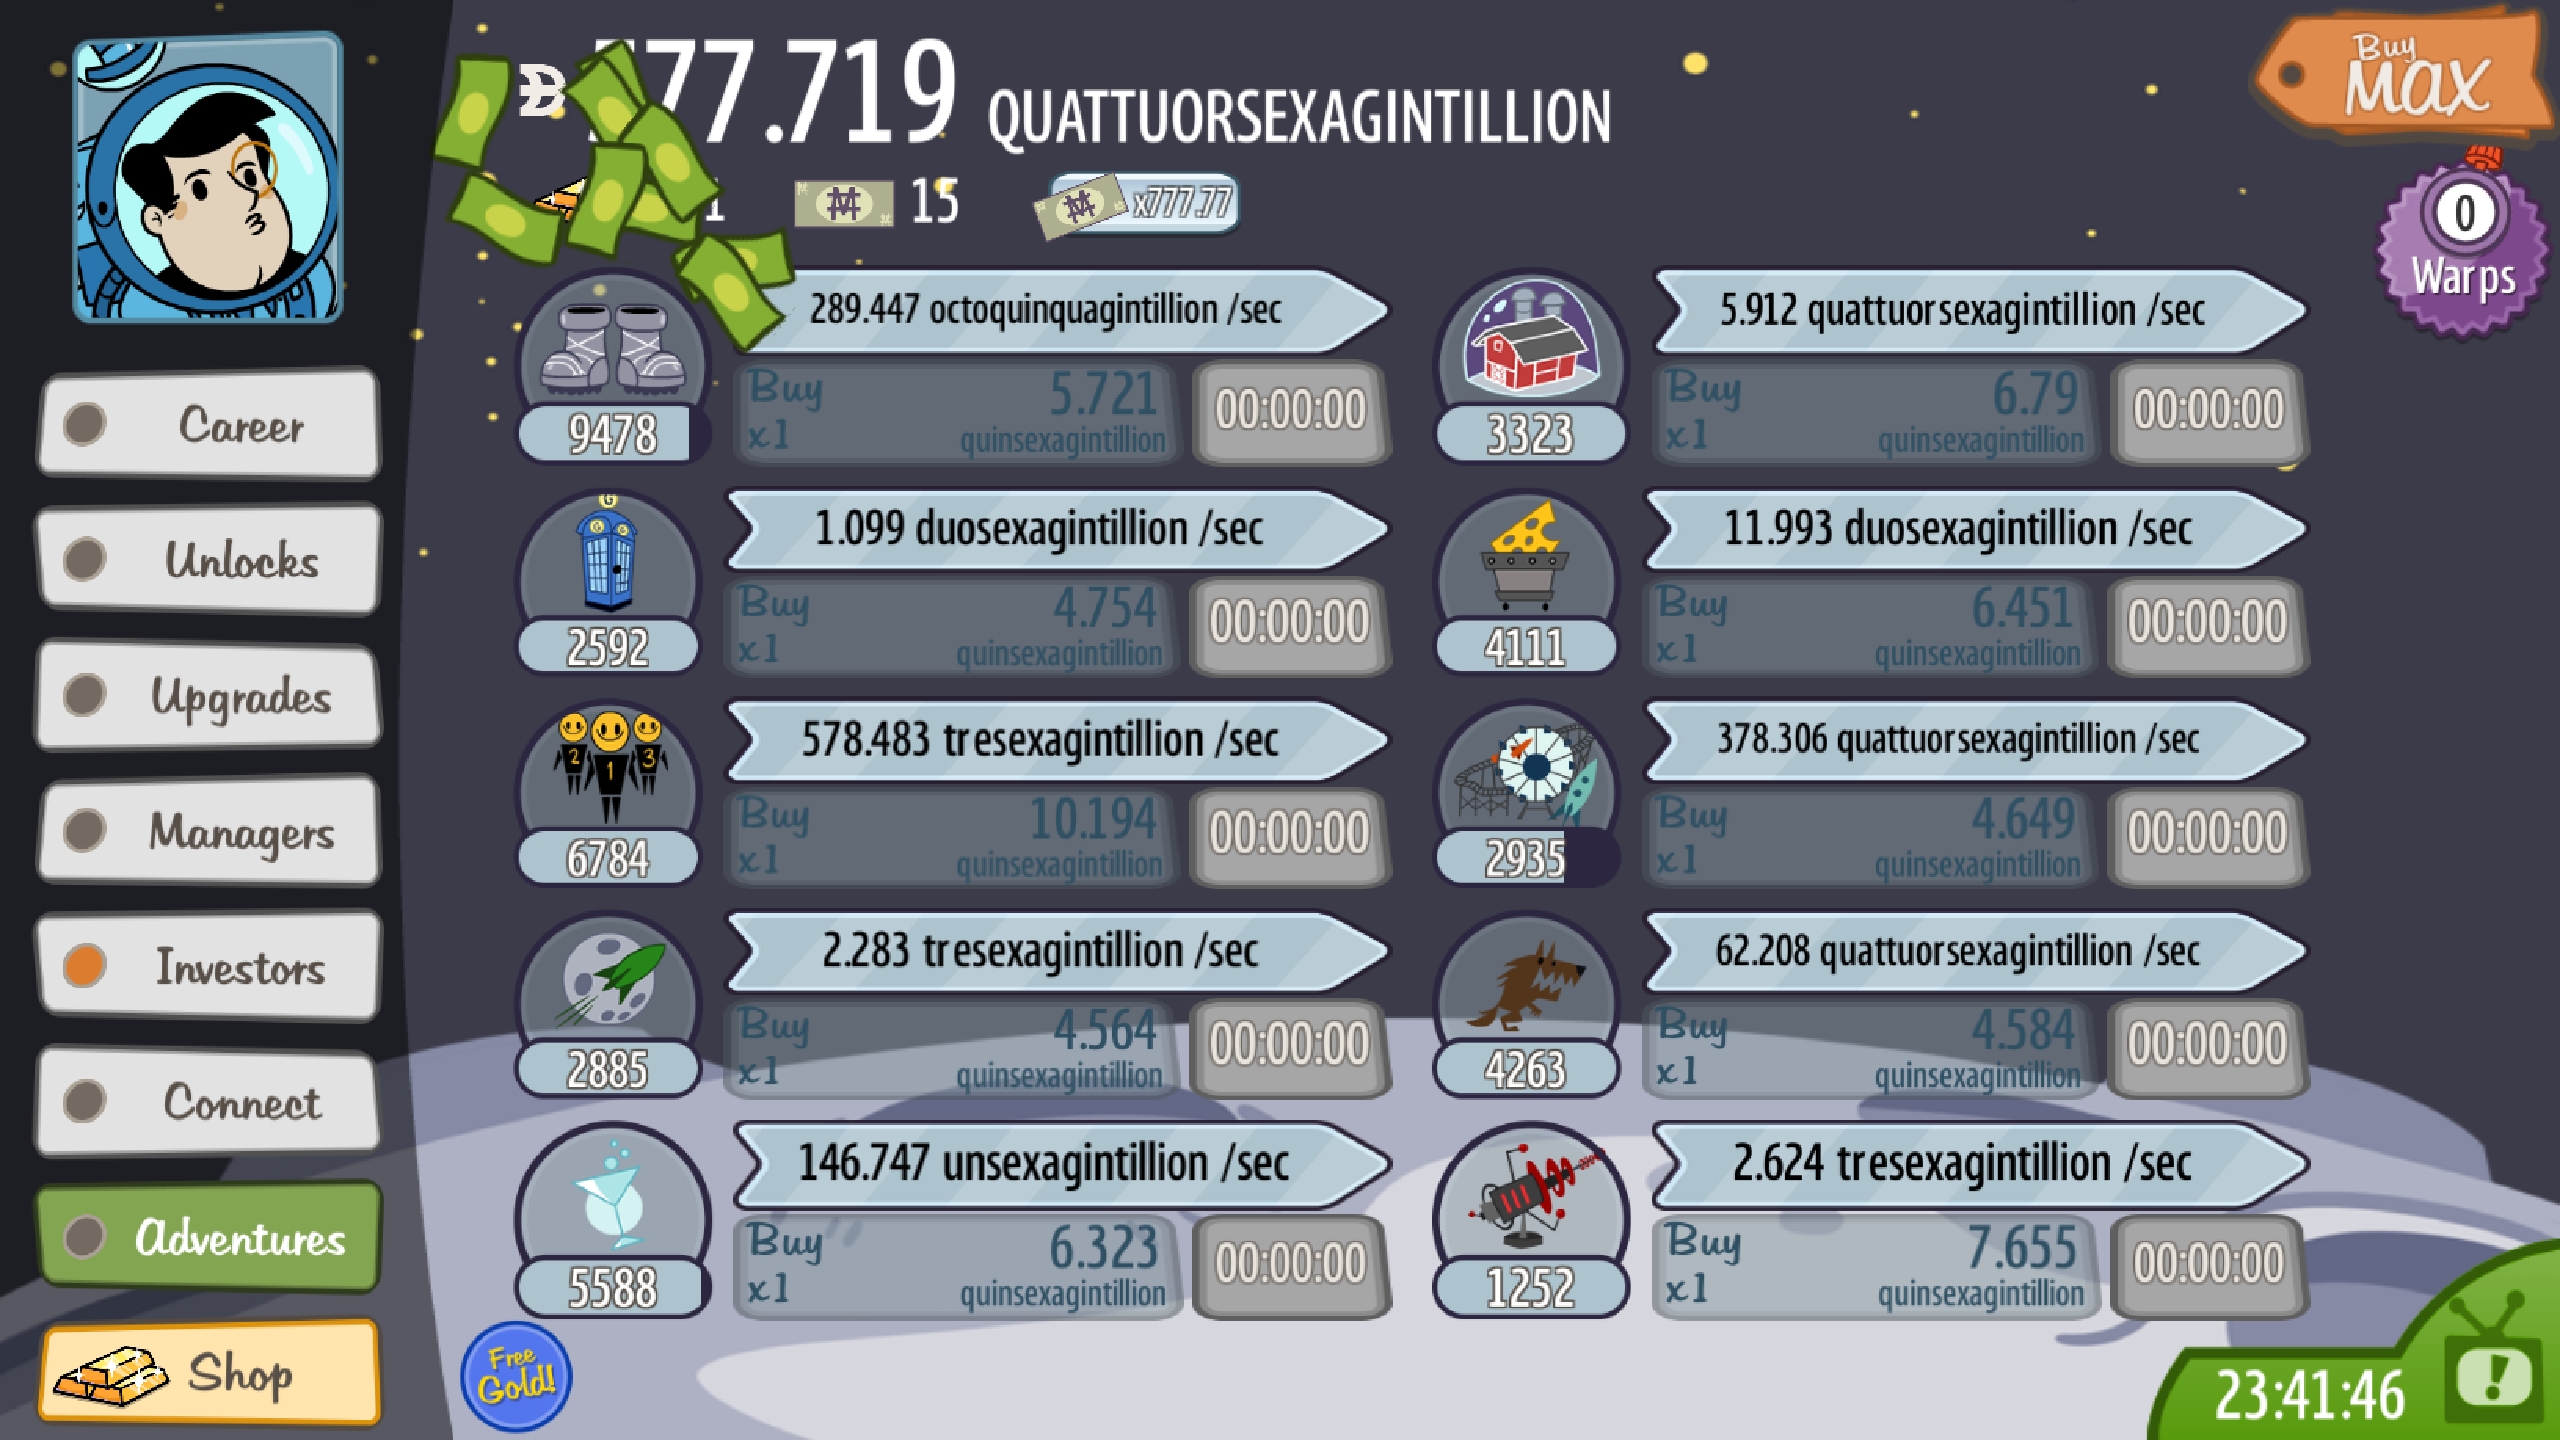 77.719 QUATTUORSEXAGINTILLION
Buy MAX
1 15 x777.77
0
Warps
Career
Unlocks
Upgrades
Managers
Investors
Connect
Adventures
Shop
289.447 octoquinquagintillion /sec
9478
Buy x1
5.721 quinsexagintillion
00:00:00
5.912 quattuorsexagintillion /sec
3323
Buy x1
6.79 quinsexagintillion
00:00:00
G
G G
1.099 duosexagintillion /sec
2592
Buy x1
4.754 quinsexagintillion
00:00:00
11.993 duosexagintillion /sec
4111
Buy x1
6.451 quinsexagintillion
00:00:00
2 1 3
578.483 tresexagintillion /sec
6784
Buy x1
10.194 quinsexagintillion
00:00:00
378.306 quattuorsexagintillion /sec
2935
Buy x1
4.649 quinsexagintillion
00:00:00
2.283 tresexagintillion /sec
2885
Buy x1
4.564 quinsexagintillion
00:00:00
62.208 quattuorsexagintillion /sec
4263
Buy x1
4.584 quinsexagintillion
00:00:00
146.747 unsexagintillion /sec
5588
Buy x1
6.323 quinsexagintillion
00:00:00
2.624 tresexagintillion /sec
1252
Buy x1
7.655 quinsexagintillion
00:00:00
Free
Gold!
23:41:46
!